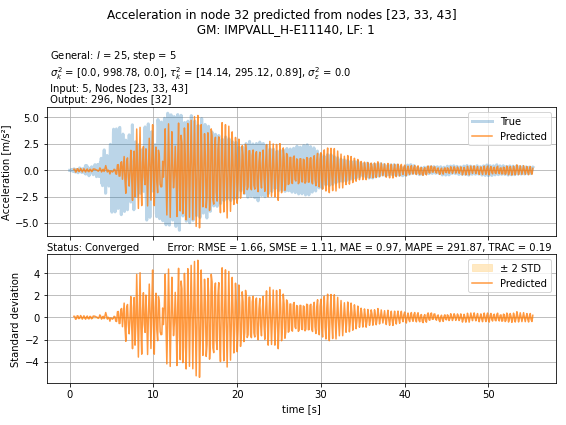 Acceleration in node 32 predicted from nodes [23, 33, 43]
GM: IMPVALL_H-E11140, LF: 1
General: l = 25, step = 5
σ²ₖ = [0.0, 998.78, 0.0], τ²ₖ = [14.14, 295.12, 0.89], σ²ε = 0.0
Input: 5, Nodes [23, 33, 43]
Output: 296, Nodes [32]
Acceleration [m/s²]
5.0
2.5
0.0
−2.5
−5.0
True
Predicted
Status: Converged
Error: RMSE = 1.66, SMSE = 1.11, MAE = 0.97, MAPE = 291.87, TRAC = 0.19
Standard deviation
4
2
0
−2
−4
± 2 STD
Predicted
0 10 20 30 40 50
time [s]